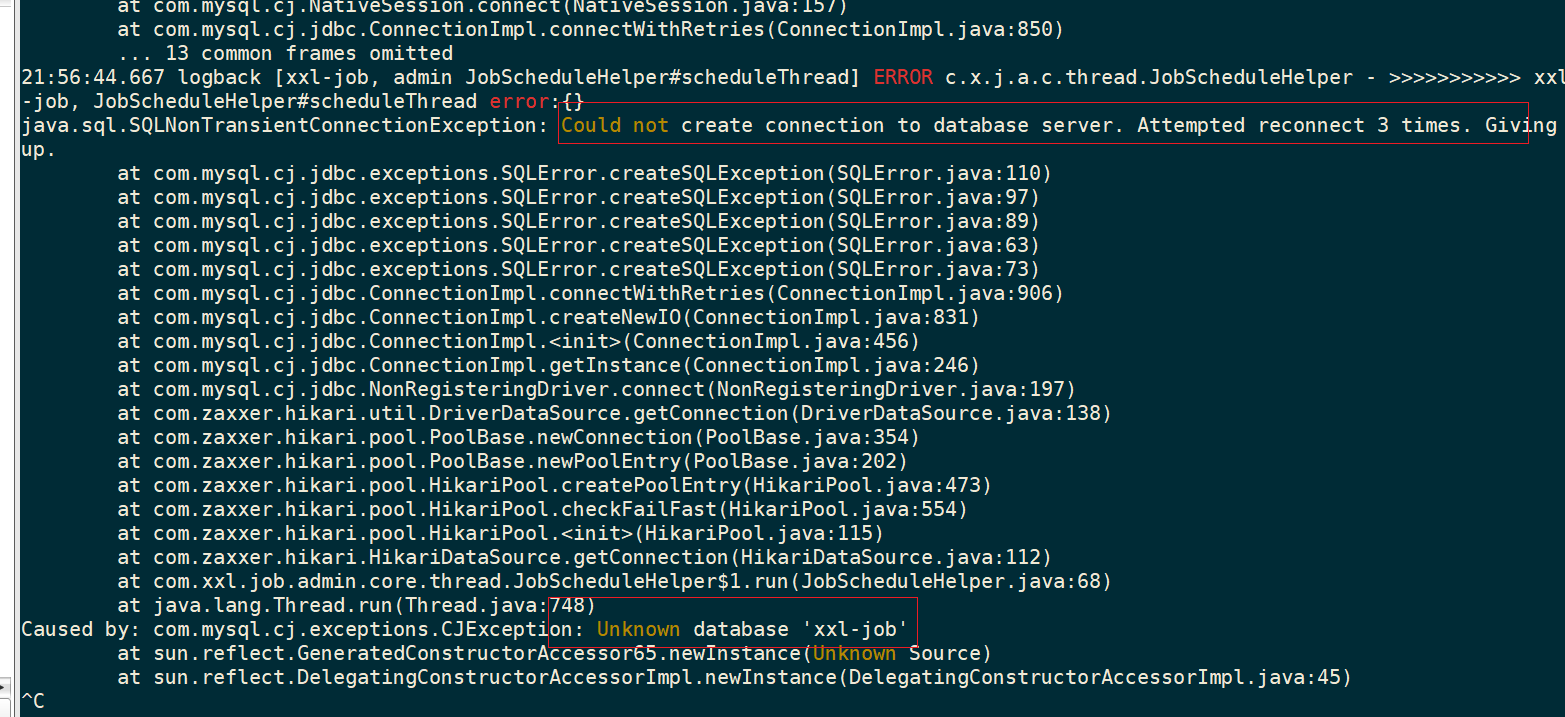 at com.mysql.cj.NativeSession.connect(NativeSession.java:157)
at com.mysql.cj.jdbc.ConnectionImpl.connectWithRetries(ConnectionImpl.java:850)
... 13 common frames omitted
21:56:44.667 logback [xxl-job, admin JobScheduleHelper#scheduleThread] ERROR c.x.j.a.c.thread.JobScheduleHelper - >>>>>>>>>>> xxl
-job, JobScheduleHelper#scheduleThread error:{}
java.sql.SQLNonTransientConnectionException: Could not create connection to database server. Attempted reconnect 3 times. Giving
up.
at com.mysql.cj.jdbc.exceptions.SQLError.createSQLException(SQLError.java:110)
at com.mysql.cj.jdbc.exceptions.SQLError.createSQLException(SQLError.java:97)
at com.mysql.cj.jdbc.exceptions.SQLError.createSQLException(SQLError.java:89)
at com.mysql.cj.jdbc.exceptions.SQLError.createSQLException(SQLError.java:63)
at com.mysql.cj.jdbc.exceptions.SQLError.createSQLException(SQLError.java:73)
at com.mysql.cj.jdbc.ConnectionImpl.connectWithRetries(ConnectionImpl.java:906)
at com.mysql.cj.jdbc.ConnectionImpl.createNewIO(ConnectionImpl.java:831)
at com.mysql.cj.jdbc.ConnectionImpl.<init>(ConnectionImpl.java:456)
at com.mysql.cj.jdbc.ConnectionImpl.getInstance(ConnectionImpl.java:246)
at com.mysql.cj.jdbc.NonRegisteringDriver.connect(NonRegisteringDriver.java:197)
at com.zaxxer.hikari.util.DriverDataSource.getConnection(DriverDataSource.java:138)
at com.zaxxer.hikari.pool.PoolBase.newConnection(PoolBase.java:354)
at com.zaxxer.hikari.pool.PoolBase.newPoolEntry(PoolBase.java:202)
at com.zaxxer.hikari.pool.HikariPool.createPoolEntry(HikariPool.java:473)
at com.zaxxer.hikari.pool.HikariPool.checkFailFast(HikariPool.java:554)
at com.zaxxer.hikari.pool.HikariPool.<init>(HikariPool.java:115)
at com.zaxxer.hikari.HikariDataSource.getConnection(HikariDataSource.java:112)
at com.xxl.job.admin.core.thread.JobScheduleHelper$1.run(JobScheduleHelper.java:68)
at java.lang.Thread.run(Thread.java:748)
Caused by: com.mysql.cj.exceptions.CJException: Unknown database 'xxl-job'
at sun.reflect.GeneratedConstructorAccessor65.newInstance(Unknown Source)
at sun.reflect.DelegatingConstructorAccessorImpl.newInstance(DelegatingConstructorAccessorImpl.java:45)
^C